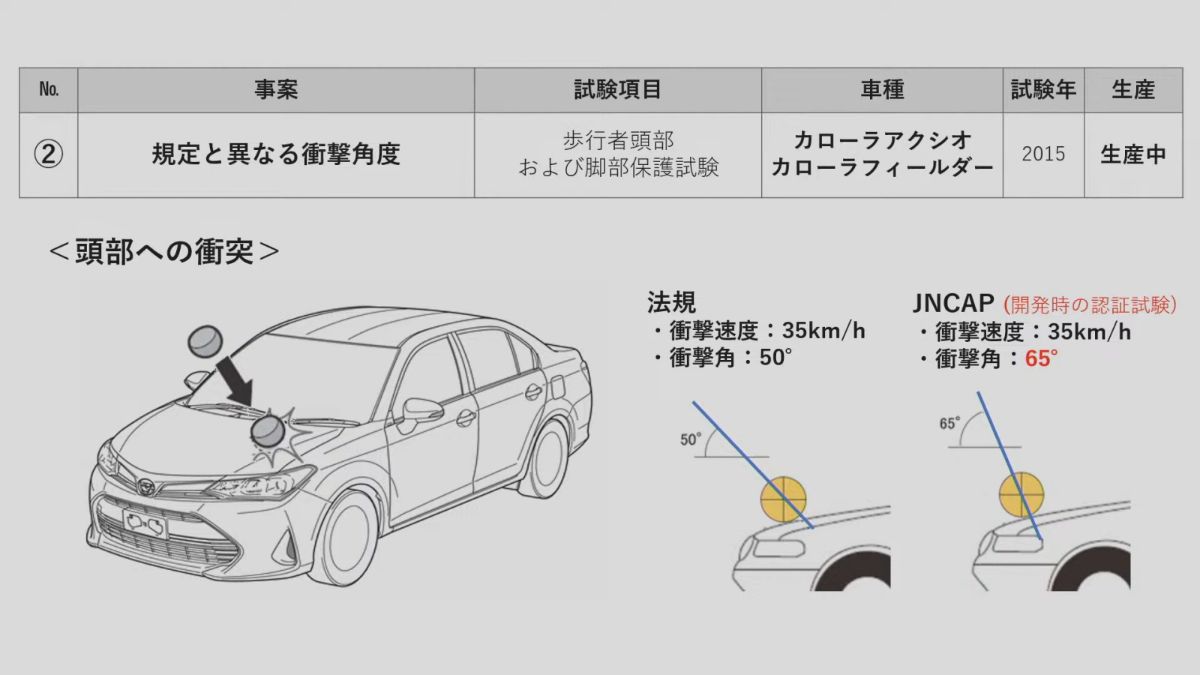 № 事案 試験項目 車種 試験年 生産
② 規定と異なる衝撃角度 歩行者頭部 カローラアクシオ 2015 生産中
および脚部保護試験 カローラフィールダー
＜頭部への衝突＞
法規
・衝撃速度：35km/h
・衝撃角：50°
JNCAP (開発時の認証試験)
・衝撃速度：35km/h
・衝撃角：65°
50°
65°